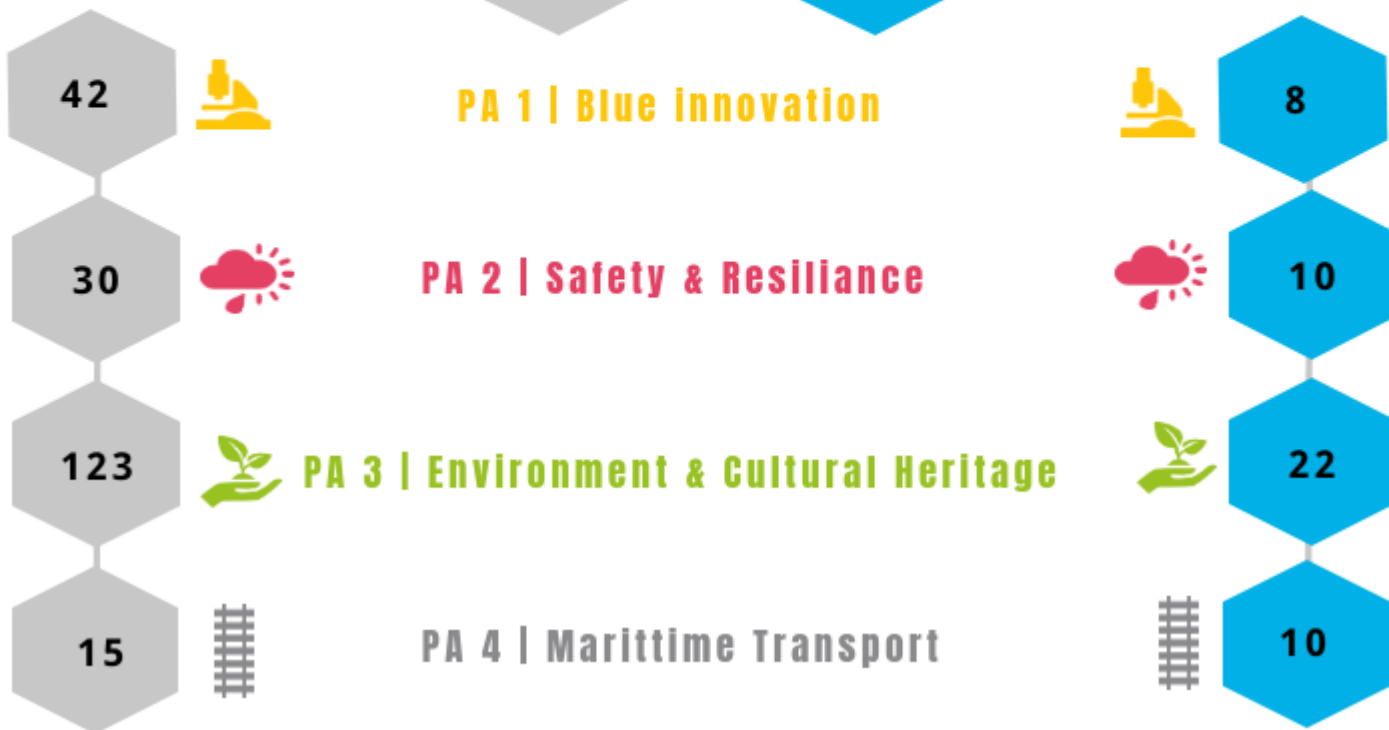 42 PA 1 | Blue innovation 8
30 PA 2 | Safety & Resiliance 10
123 PA 3 | Environment & Cultural Heritage 22
15 PA 4 | Marittime Transport 10